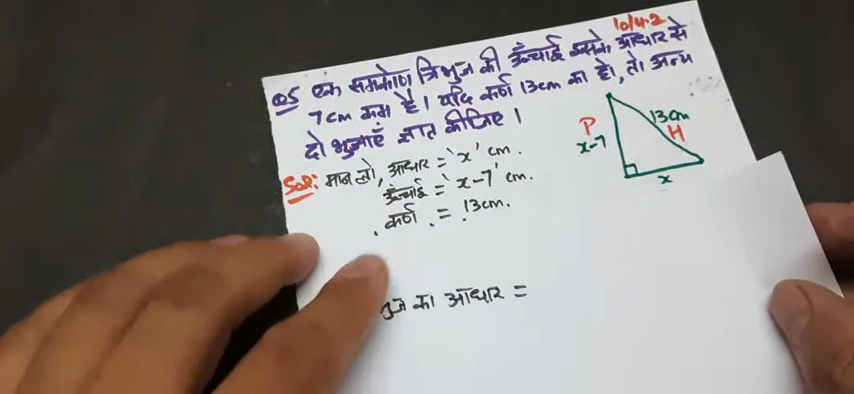 10/4.2
Q5 एक समकोण त्रिभुज की ऊँचाई इसके आधार से
7cm कम है। यदि कर्ण 13cm का हो, तो अन्य
दो भुजाएँ ज्ञात कीजिए।
Sol: मान लो, आधार = 'x' cm.
ऊँचाई = 'x-7' cm.
कर्ण = 13cm.
P
x-7
13cm
H
x
का आधार =